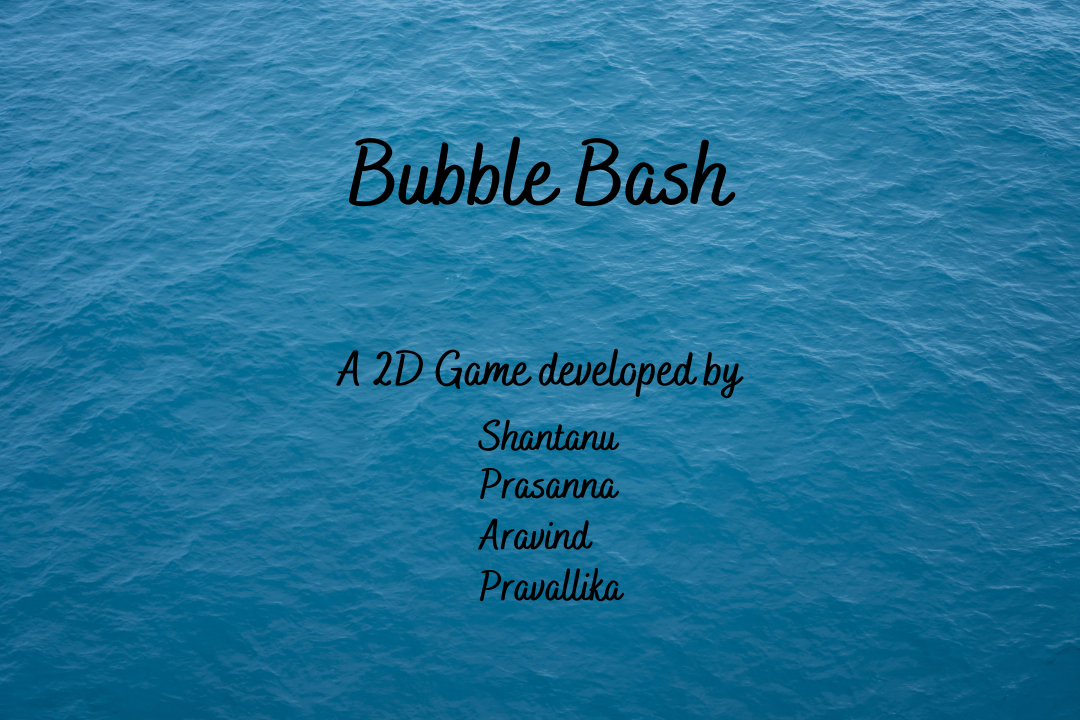 Bubble Bash
A 2D Game developed by
Shantanu
Prasanna
Aravind
Pravallika